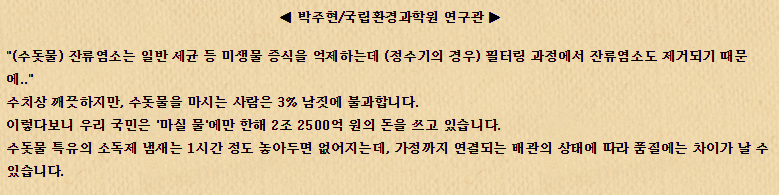 ◀ 박주현/국립환경과학원 연구관 ▶
"(수돗물) 잔류염소는 일반 세균 등 미생물 증식을 억제하는데 (정수기의 경우) 필터링 과정에서 잔류염소도 제거되기 때문
에.."
수치상 깨끗하지만, 수돗물을 마시는 사람은 3% 남짓에 불과합니다.
이렇다보니 우리 국민은 '마실 물'에만 한해 2조 2500억 원의 돈을 쓰고 있습니다.
수돗물 특유의 소독제 냄새는 1시간 정도 놓아두면 없어지는데, 가정까지 연결되는 배관의 상태에 따라 품질에는 차이가 날 수
있습니다.